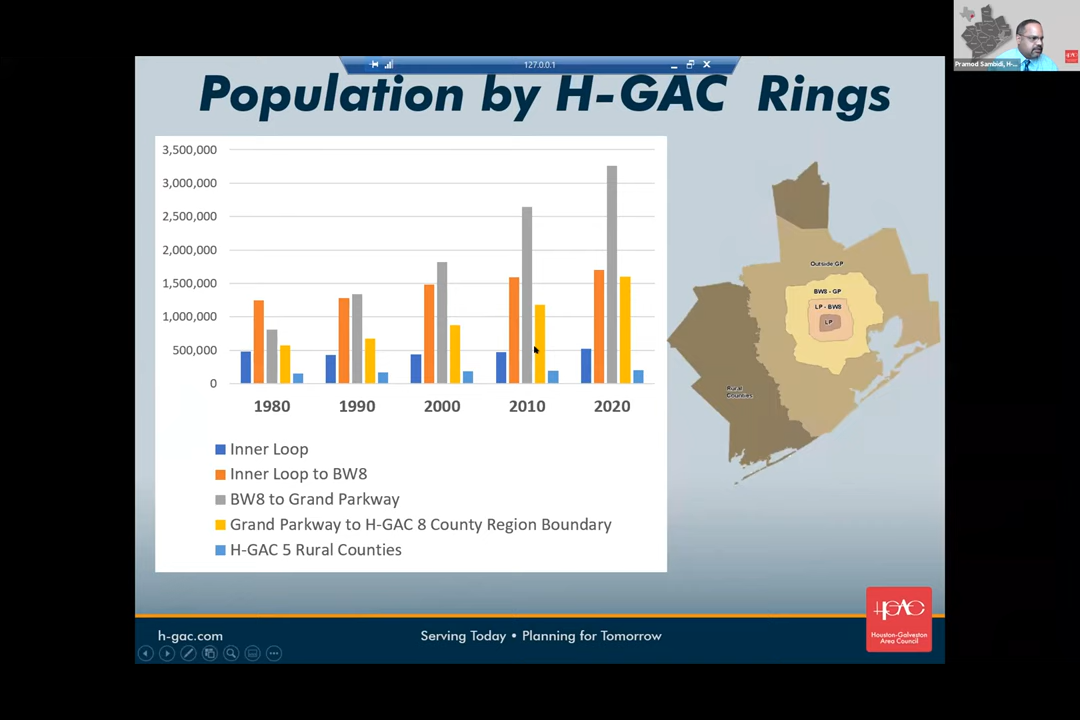 127.0.0.1
Pramod Sambidi, H-...
Population by H-GAC Rings
3,500,000
3,000,000
2,500,000
2,000,000
1,500,000
1,000,000
500,000
0
1980 1990 2000 2010 2020
Inner Loop
Inner Loop to BW8
BW8 to Grand Parkway
Grand Parkway to H-GAC 8 County Region Boundary
H-GAC 5 Rural Counties
Outside GP
BW8 - GP
LP - BW8
LP
Rural
Counties
h-gac.com
Serving Today • Planning for Tomorrow
HGAC
Houston-Galveston
Area Council